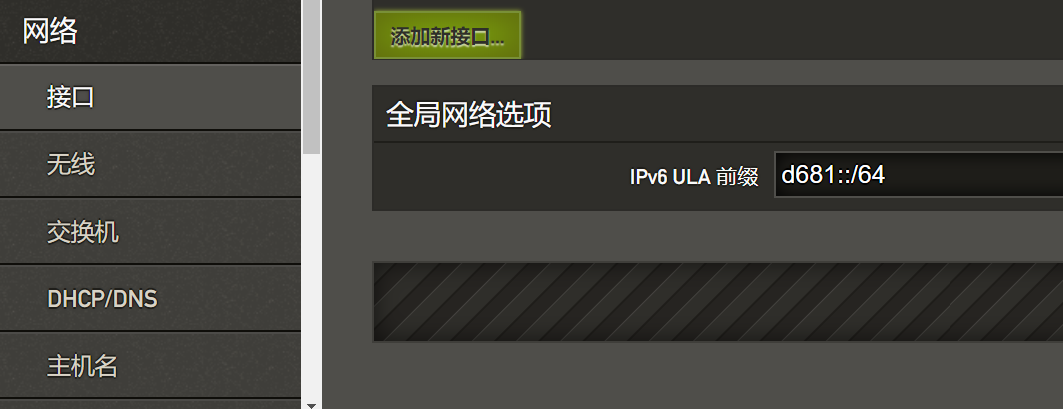 网络
接口
无线
交换机
DHCP/DNS
主机名
添加新接口...
全局网络选项
IPv6 ULA 前缀 d681::/64